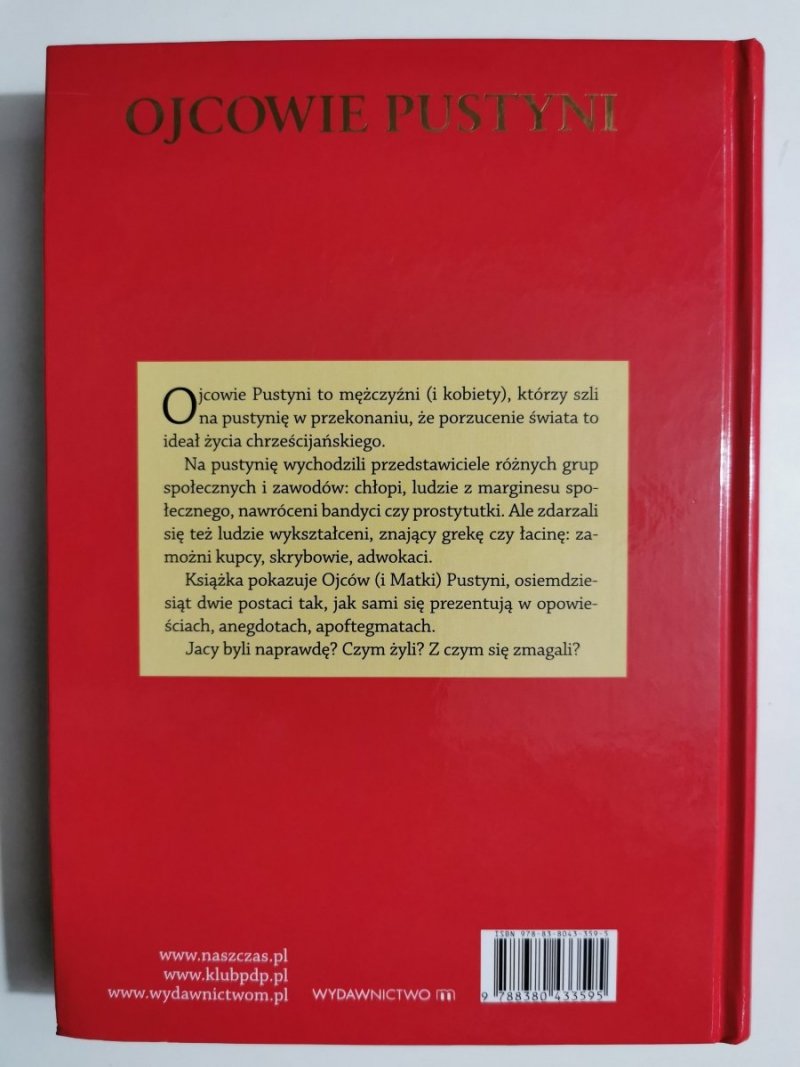 OJCOWIE PUSTYNI
Ojcowie Pustyni to mężczyźni (i kobiety), którzy szli
na pustynię w przekonaniu, że porzucenie świata to
ideał życia chrześcijańskiego.
Na pustynię wychodzili przedstawiciele różnych grup
społecznych i zawodów: chłopi, ludzie z marginesu spo-
łecznego, nawróceni bandyci czy prostytutki. Ale zdarzali
się też ludzie wykształceni, znający grekę czy łacinę: za-
możni kupcy, skrybowie, adwokaci.
Książka pokazuje Ojców (i Matki) Pustyni, osiemdzie-
siąt dwie postaci tak, jak sami się prezentują w opowie-
ściach, anegdotach, apoftegmatach.
Jacy byli naprawdę? Czym żyli? Z czym się zmagali?
www.naszczas.pl
www.klubpdp.pl
www.wydawnictwom.pl
WYDAWNICTWO m
ISBN 978-83-8043-359-5
9 788380 433595